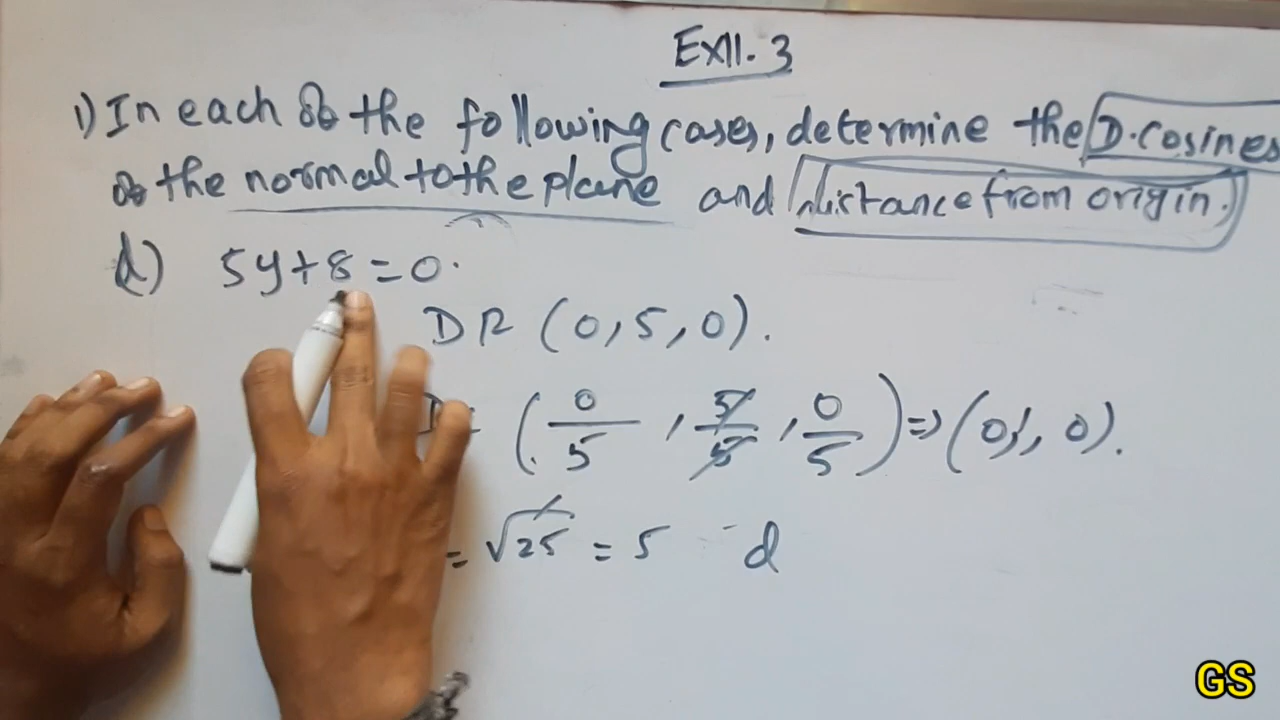 EX11.3
1) In each of the following cases, determine the D.Cosines
of the normal to the plane and distance from origin.
d) 5y+8=0.
DR (0,5,0).
(0/5, 5/5, 0/5) => (0,1,0).
= √25 = 5 d
GS